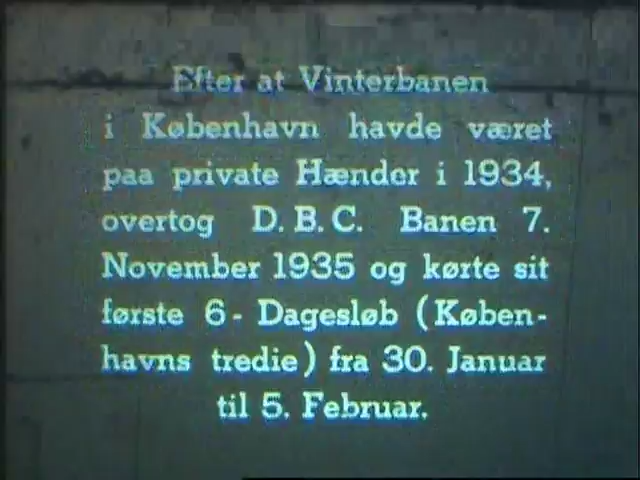 Efter at Vinterbanen
i København havde været
paa private Hænder i 1934,
overtog D. B. C. Banen 7.
November 1935 og kørte sit
første 6 - Dagesløb (Køben-
havns tredie) fra 30. Januar
til 5. Februar.